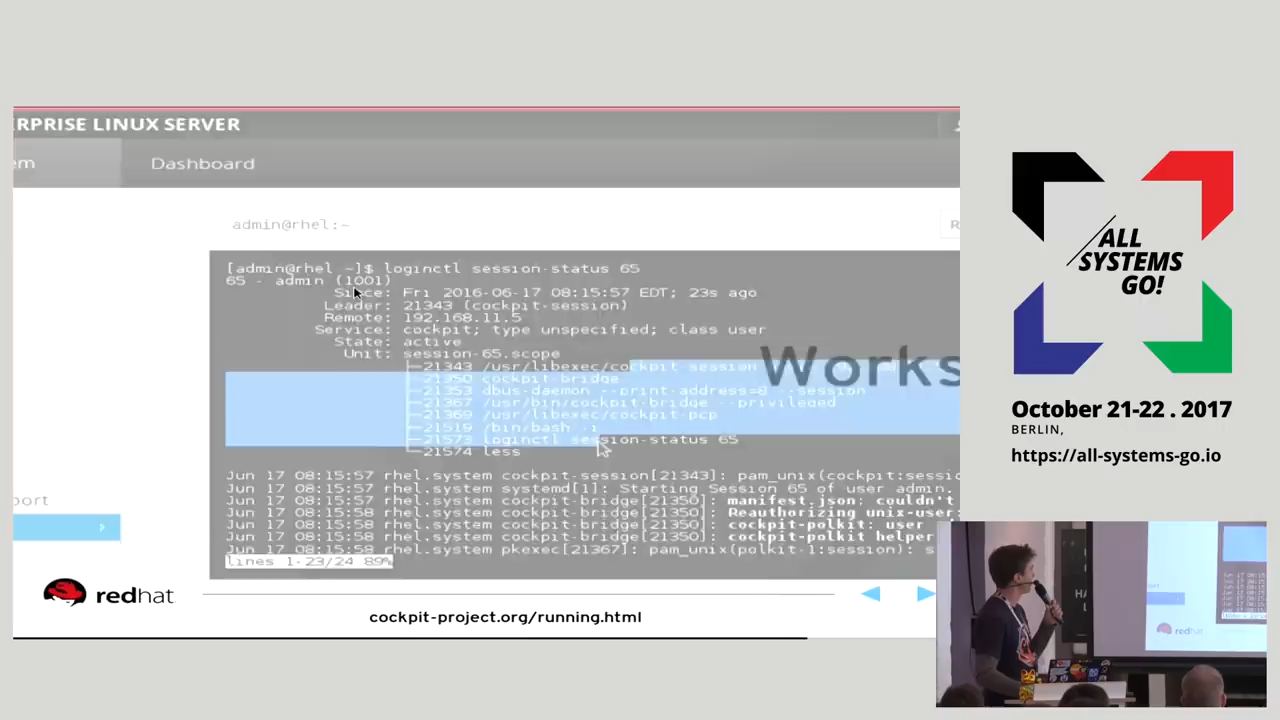 RPRISE LINUX SERVER
em
Dashboard
admin@rhel:~
R
[admin@rhel ~]$ loginctl session-status 65
65 - admin (1001)
Since: Fri 2016-06-17 08:15:57 EDT; 23s ago
Leader: 21343 (cockpit-session)
Remote: 192.168.11.5
Service: cockpit; type unspecified; class user
State: active
Unit: session-65.scope
├─21343 /usr/libexec/cockpit-session
├─21350 cockpit-bridge
├─21353 dbus-daemon --print-address=8 --session
├─21367 /usr/bin/cockpit-bridge --privileged
├─21369 /usr/libexec/cockpit-pcp
├─21519 /bin/bash -i
├─21573 loginctl session-status 65
└─21574 less
Works
Jun 17 08:15:57 rhel.system cockpit-session[21343]: pam_unix(cockpit:sessio
Jun 17 08:15:57 rhel.system systemd[1]: Starting Session 65 of user admin.
Jun 17 08:15:58 rhel.system cockpit-bridge[21350]: manifest.json: couldn't
Jun 17 08:15:58 rhel.system cockpit-bridge[21350]: Reauthorizing unix-user:
Jun 17 08:15:58 rhel.system cockpit-bridge[21350]: cockpit-polkit: user
Jun 17 08:15:58 rhel.system cockpit-bridge[21350]: cockpit-polkit helper
Jun 17 08:15:58 rhel.system pkexec[21367]: pam_unix(polkit-1:session): s
lines 1-23/24 89%
port
redhat
cockpit-project.org/running.html
ALL
SYSTEMS
GO!
October 21-22 . 2017
BERLIN,
https://all-systems-go.io
redhat